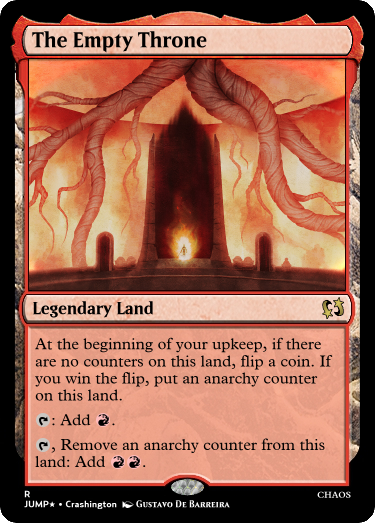 The Empty Throne
Legendary Land
At the beginning of your upkeep, if there
are no counters on this land, flip a coin. If
you win the flip, put an anarchy counter
on this land.
: Add .
, Remove an anarchy counter from this
land: Add .
R
JUMP★ • Crashington Gustavo De Barreira
CHAOS